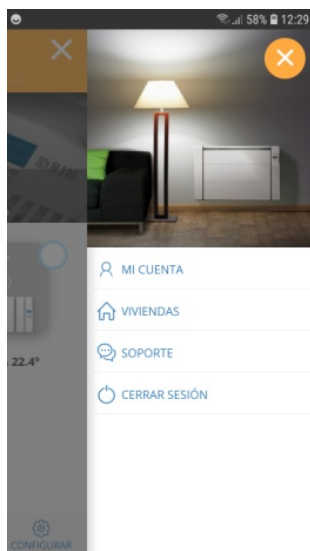 58% 12:29
MI CUENTA
VIVIENDAS
SOPORTE
22.4°
CERRAR SESIÓN
CONFIGURAR